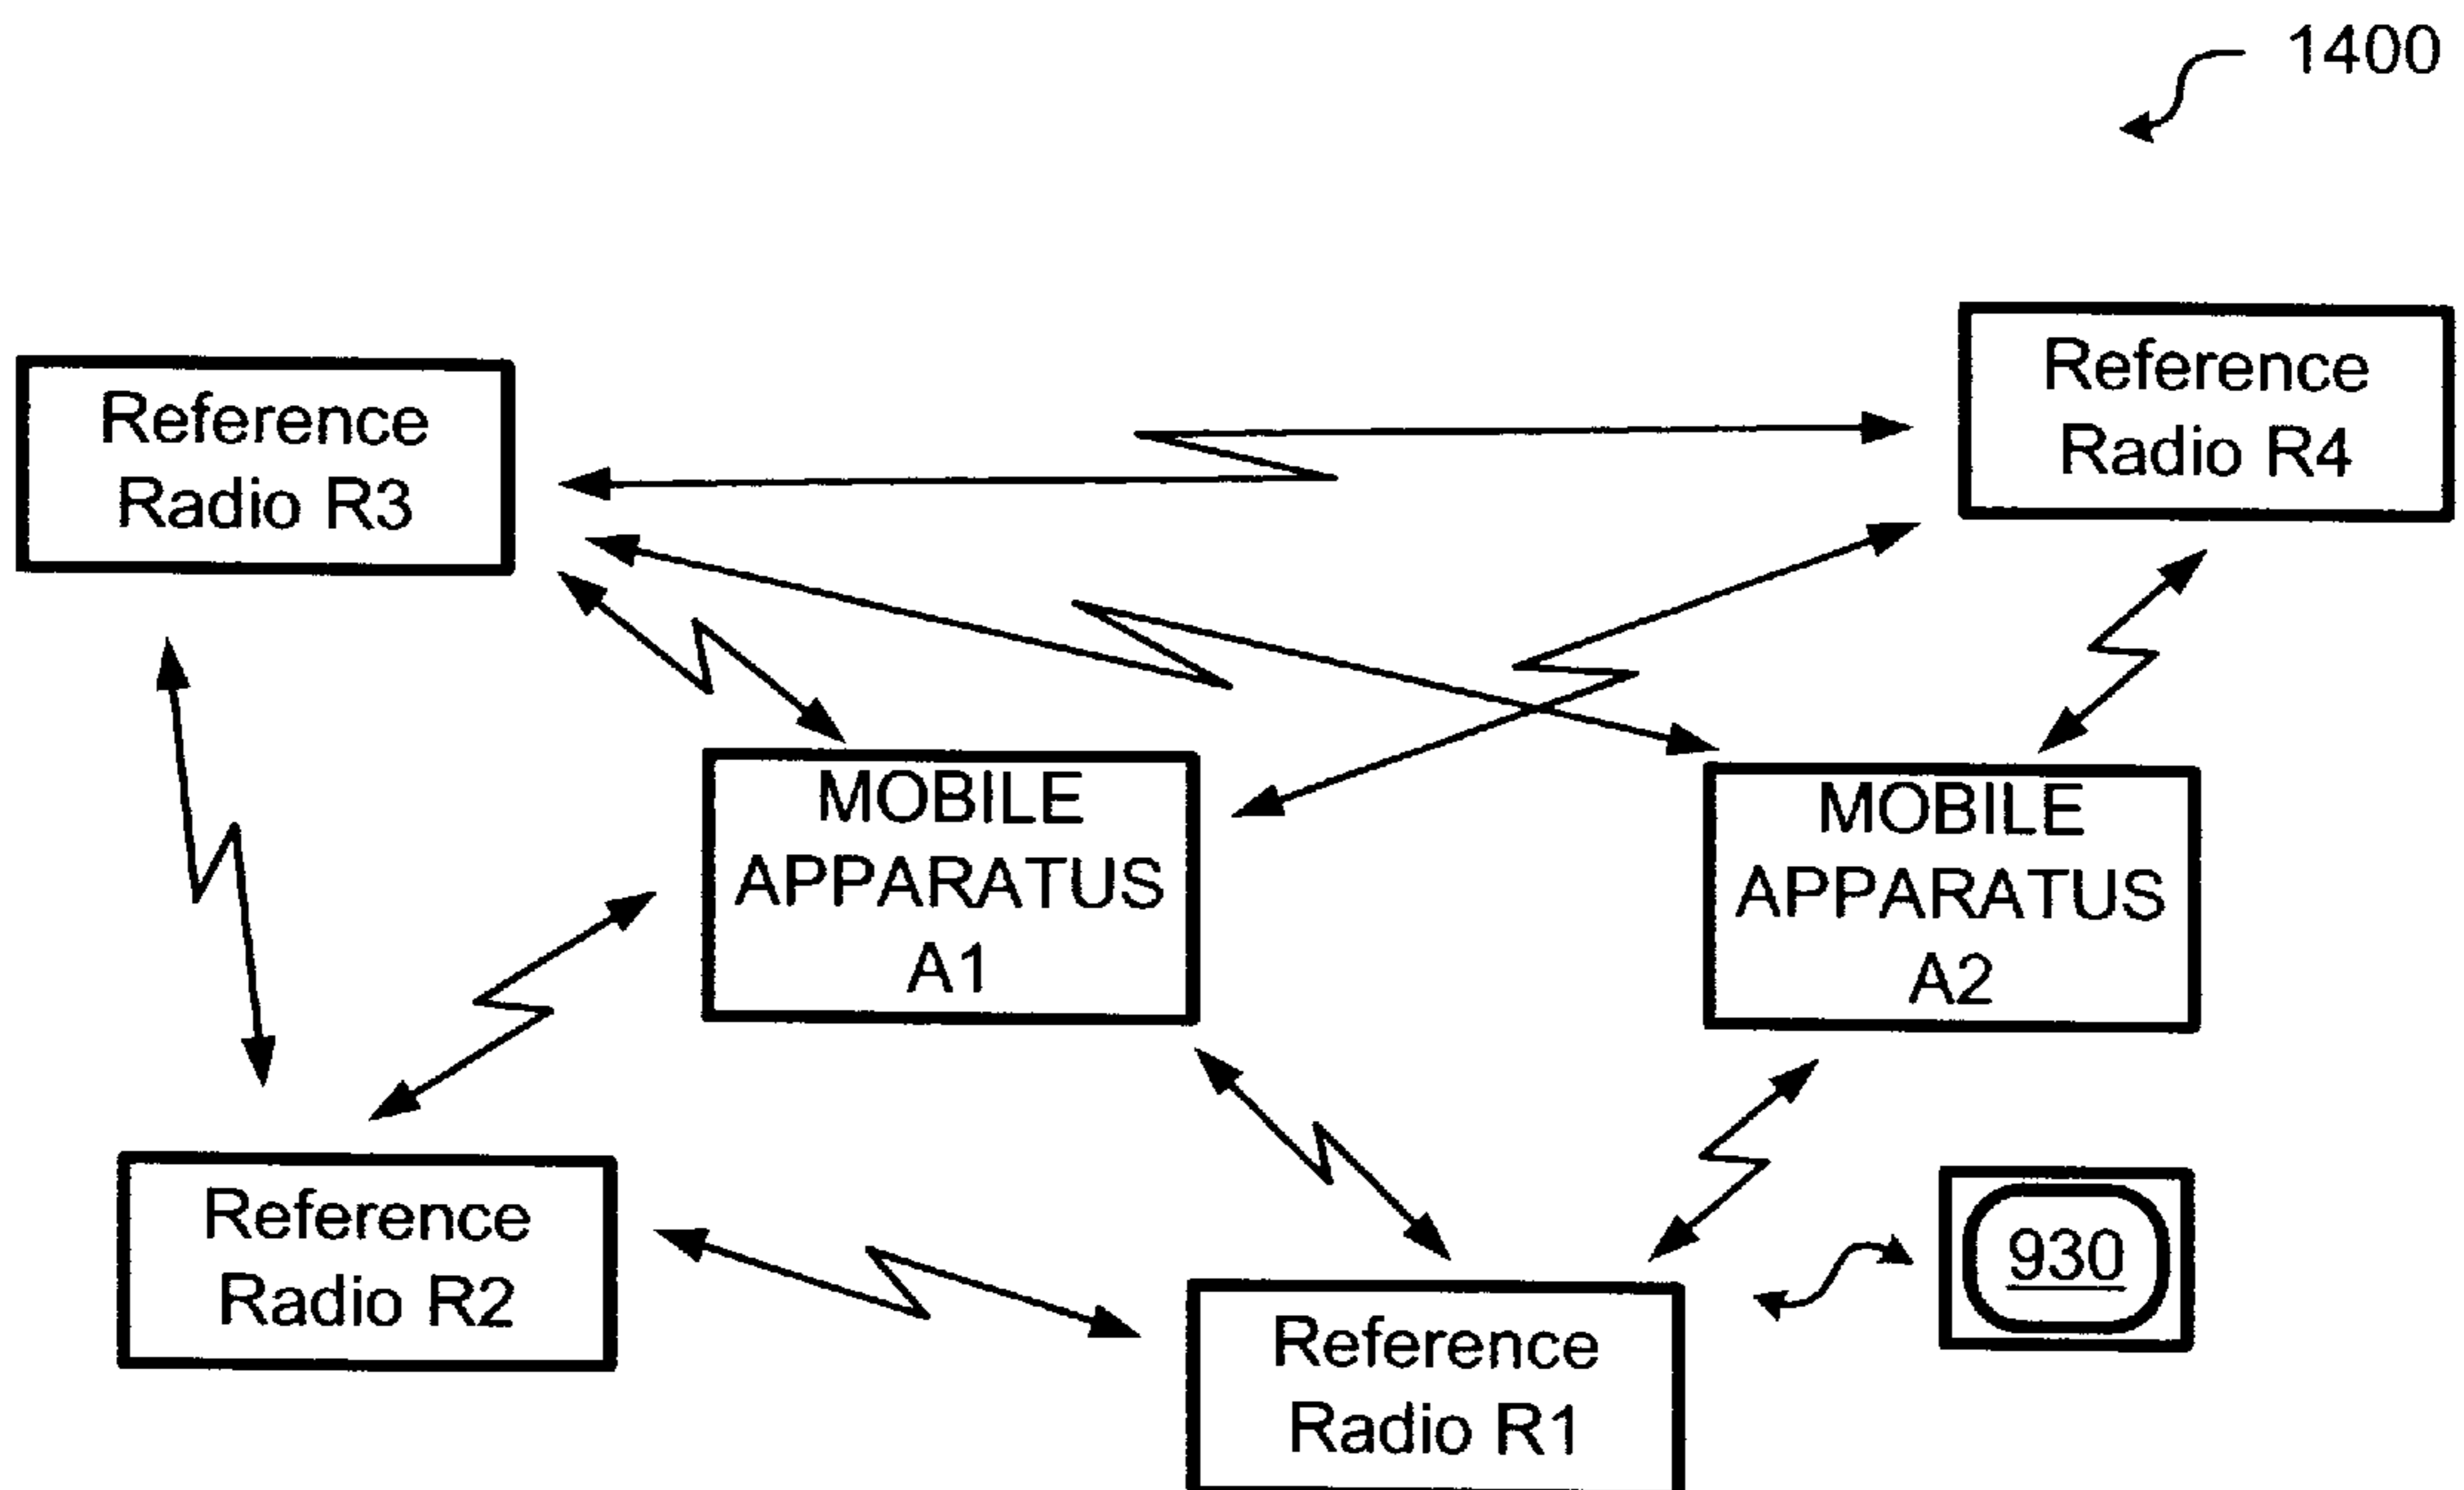 1400
Reference
Radio R3
Reference
Radio R4
MOBILE
APPARATUS
A1
MOBILE
APPARATUS
A2
Reference
Radio R2
930
Reference
Radio R1